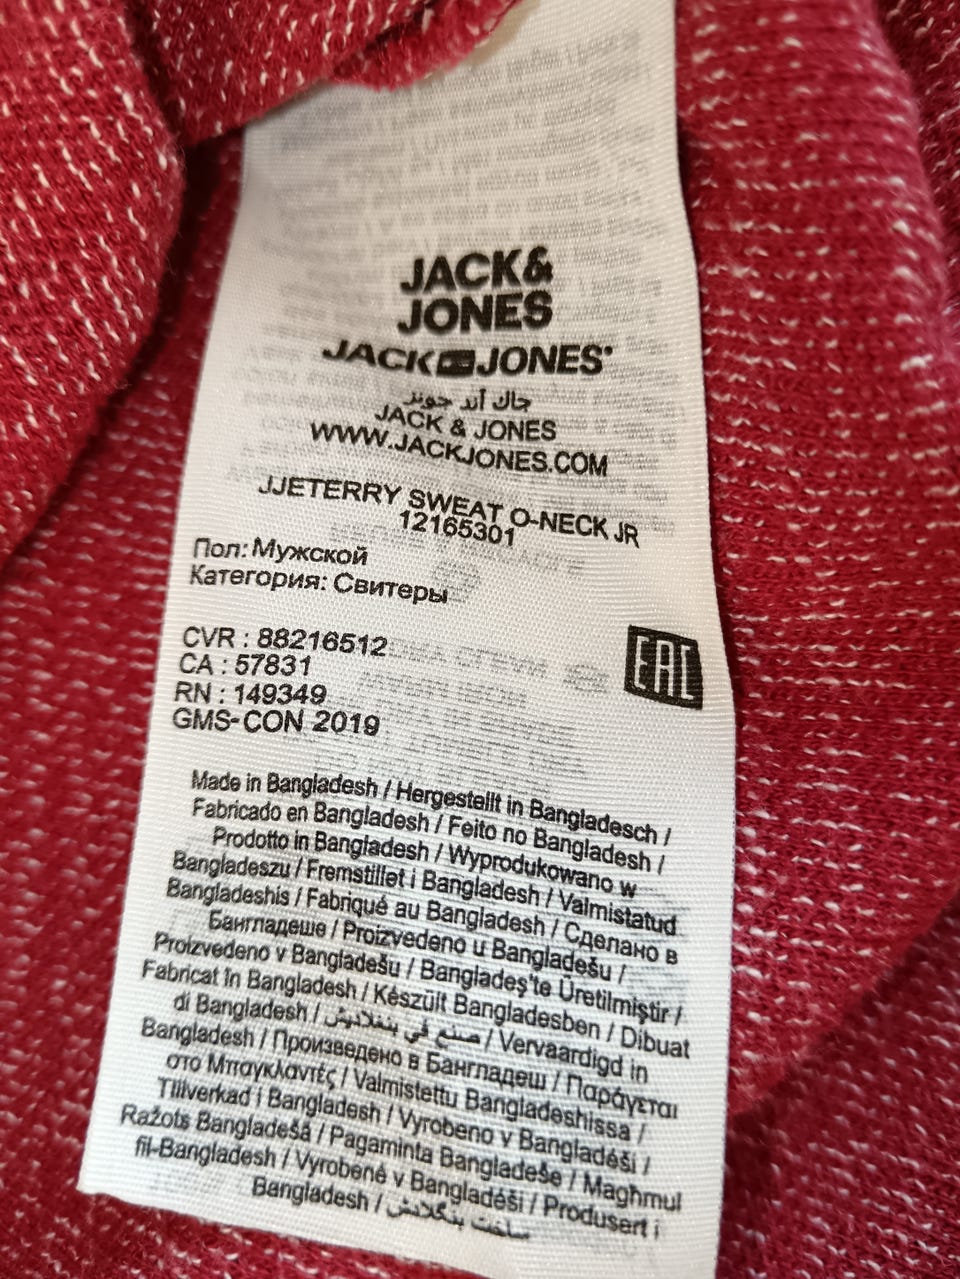 JACK&
JONES
JACK JONES®
جاك آند جونز
JACK & JONES
WWW.JACKJONES.COM
JJETERRY SWEAT O-NECK JR
12165301
Пол: Мужской
Категория: Свитеры
CVR : 88216512
CA : 57831
RN : 149349
GMS-CON 2019
EAC
Made in Bangladesh / Hergestellt in Bangladesch /
Fabricado en Bangladesh / Feito no Bangladesh /
Prodotto in Bangladesh / Wyprodukowano w
Bangladeszu / Fremstillet i Bangladesh / Valmistatud
Bangladeshis / Fabriqué au Bangladesh / Сделано в
Бангладеше / Proizvedeno u Bangladešu /
Proizvedeno v Bangladešu / Bangladeş'te Üretilmiştir /
Fabricat în Bangladesh / Készült Bangladesben / Dibuat
di Bangladesh / صنع في بنغلاديش / Vervaardigd in
Bangladesh / Произведено в Бангладеш / Παράγεται
στο Μπαγκλαντές / Valmistettu Bangladeshissa /
Tillverkad i Bangladesh / Vyrobeno v Bangladéši /
Ražots Bangladešā / Pagaminta Bangladeše / Magħmul
fil-Bangladesh / Vyrobené v Bangladéši / Produsert i
Bangladesh / ساخت بنگلادش